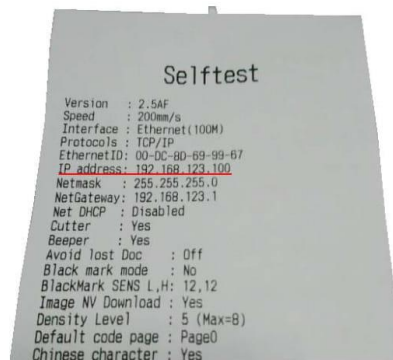 Selftest
Version : 2.5AF
Speed : 200mm/s
Interface : Ethernet(100M)
Protocols : TCP/IP
EthernetID: 00-DC-BD-69-99-67
IP address: 192.168.123.100
Netmask : 255.255.255.0
NetGateway: 192.168.123.1
Net DHCP : Disabled
Cutter : Yes
Beeper : Yes
Avoid lost Doc : Off
Black mark mode : No
BlackMark SENS L,H: 12,12
Image NV Download : Yes
Density Level : 5 (Max=8)
Default code page : Page0
Chinese character : Yes